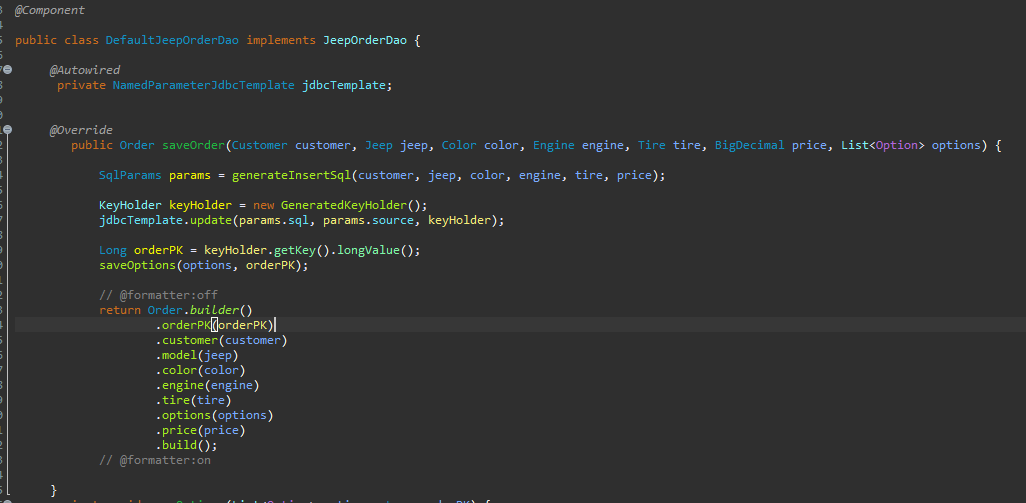 @Component
public class DefaultJeepOrderDao implements JeepOrderDao {
@Autowired
private NamedParameterJdbcTemplate jdbcTemplate;
@Override
public Order saveOrder(Customer customer, Jeep jeep, Color color, Engine engine, Tire tire, BigDecimal price, List<Option> options) {
SqlParams params = generateInsertSql(customer, jeep, color, engine, tire, price);
KeyHolder keyHolder = new GeneratedKeyHolder();
jdbcTemplate.update(params.sql, params.source, keyHolder);
Long orderPK = keyHolder.getKey().longValue();
saveOptions(options, orderPK);
// @formatter:off
return Order.builder()
.orderPK(orderPK)
.customer(customer)
.model(jeep)
.color(color)
.engine(engine)
.tire(tire)
.options(options)
.price(price)
.build();
// @formatter:on
}